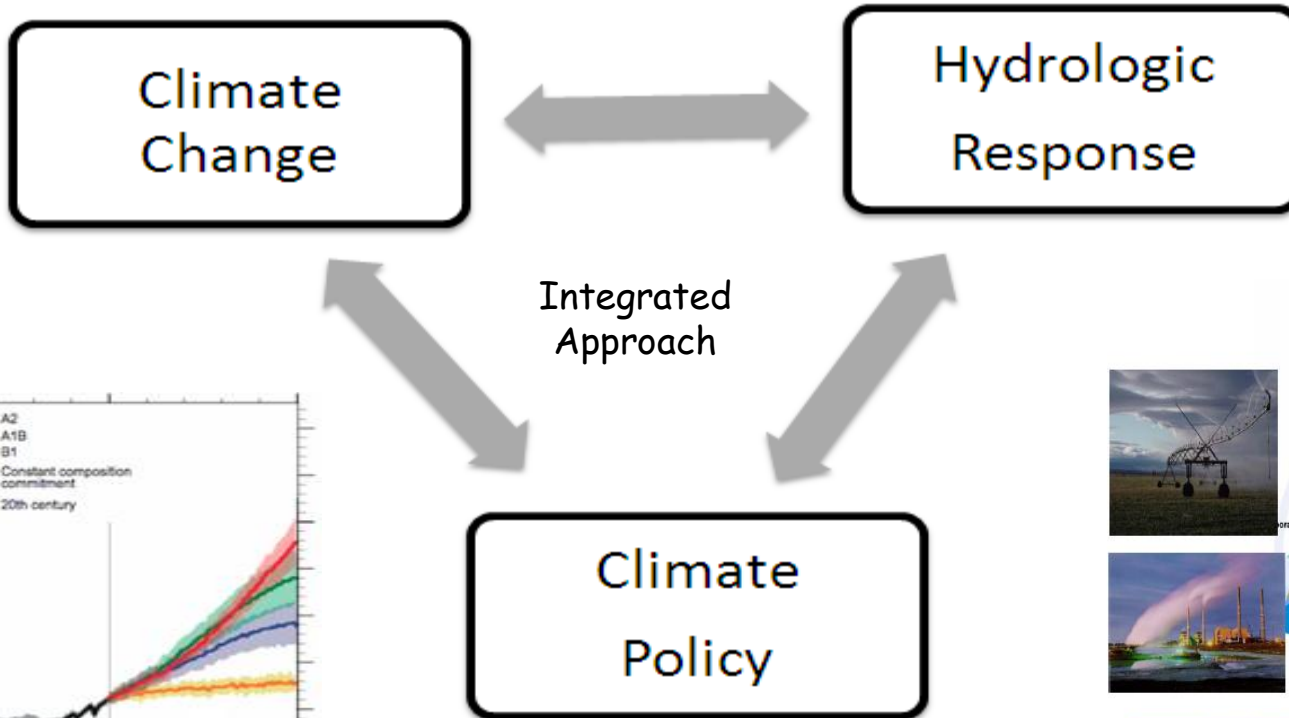 Climate
Change
Hydrologic
Response
Integrated
Approach
A2
A1B
B1
Constant composition
commitment
20th century
Climate
Policy